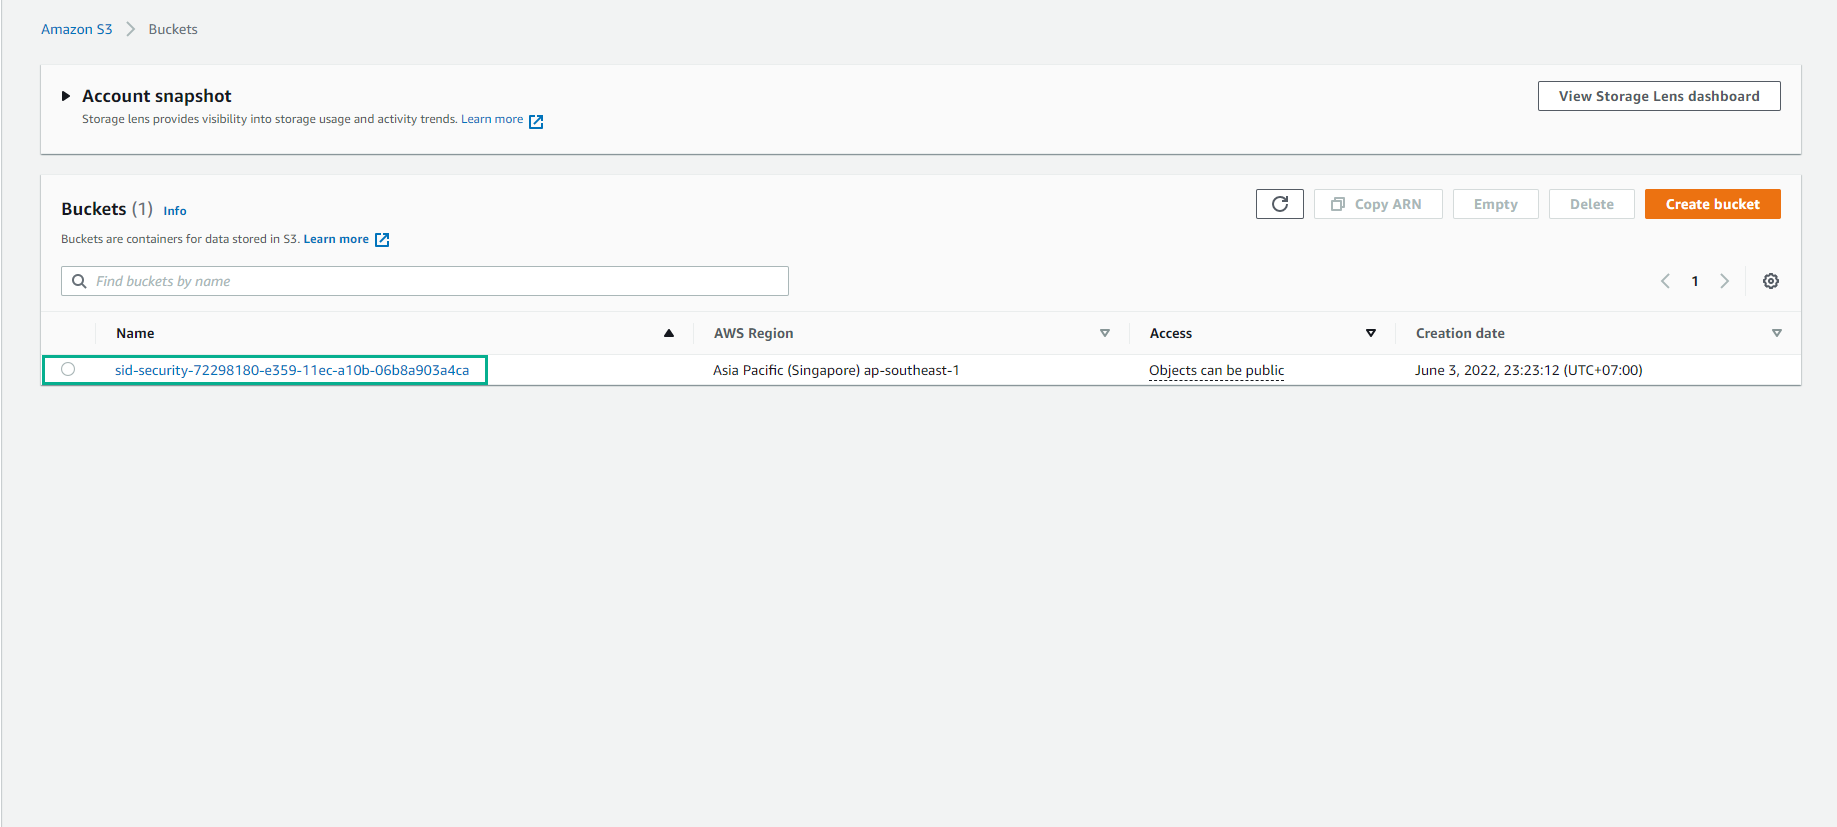 Amazon S3 > Buckets
Account snapshot
View Storage Lens dashboard
Storage lens provides visibility into storage usage and activity trends. Learn more
Buckets (1) Info
Copy ARN Empty Delete Create bucket
Buckets are containers for data stored in S3. Learn more
Find buckets by name
1
Name AWS Region Access Creation date
sid-security-72298180-e359-11ec-a10b-06b8a903a4ca Asia Pacific (Singapore) ap-southeast-1 Objects can be public June 3, 2022, 23:23:12 (UTC+07:00)